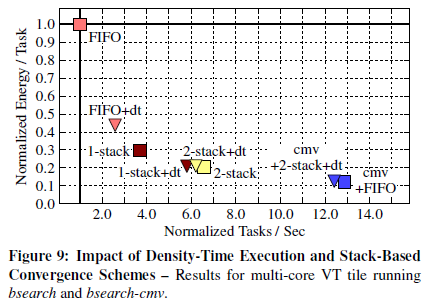 1.0
FIFO
0.9
0.8
0.7
0.6
FIFO+dt
0.5
0.4
0.3
1-stack
2-stack+dt
cmv
+2-stack+dt
0.2
1-stack+dt
2-stack
cmv
+FIFO
0.1
0.0
2.0 4.0 6.0 8.0 10.0 12.0 14.0
Normalized Energy / Task
Normalized Tasks / Sec
Figure 9: Impact of Density-Time Execution and Stack-Based
Convergence Schemes – Results for multi-core VT tile running
bsearch and bsearch-cmv.